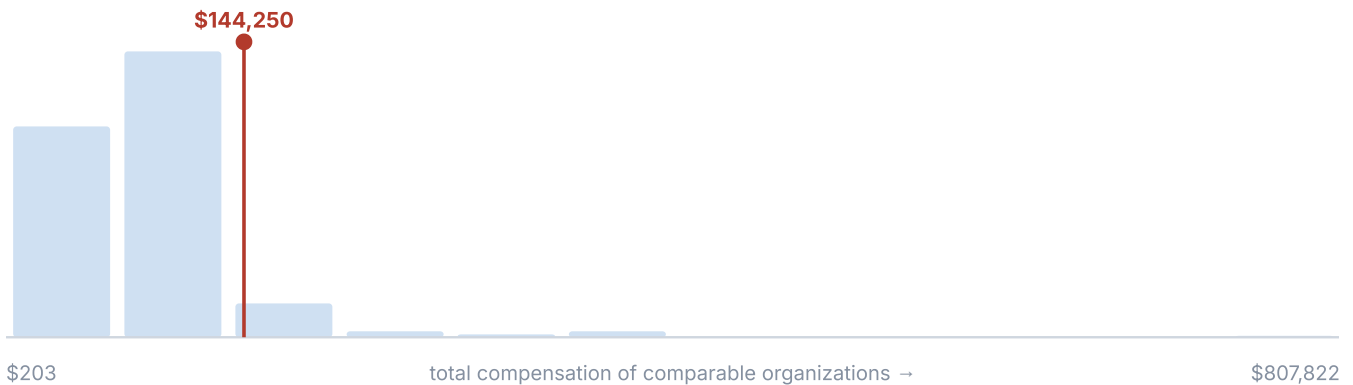 $144,250
$203 total compensation of comparable organizations → $807,822